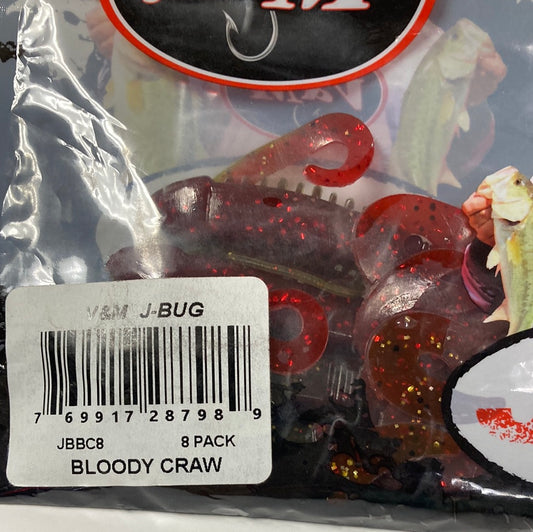 M
V&M
V&M J-BUG
7 69917 28798 9
JBBC8 8 PACK
BLOODY CRAW